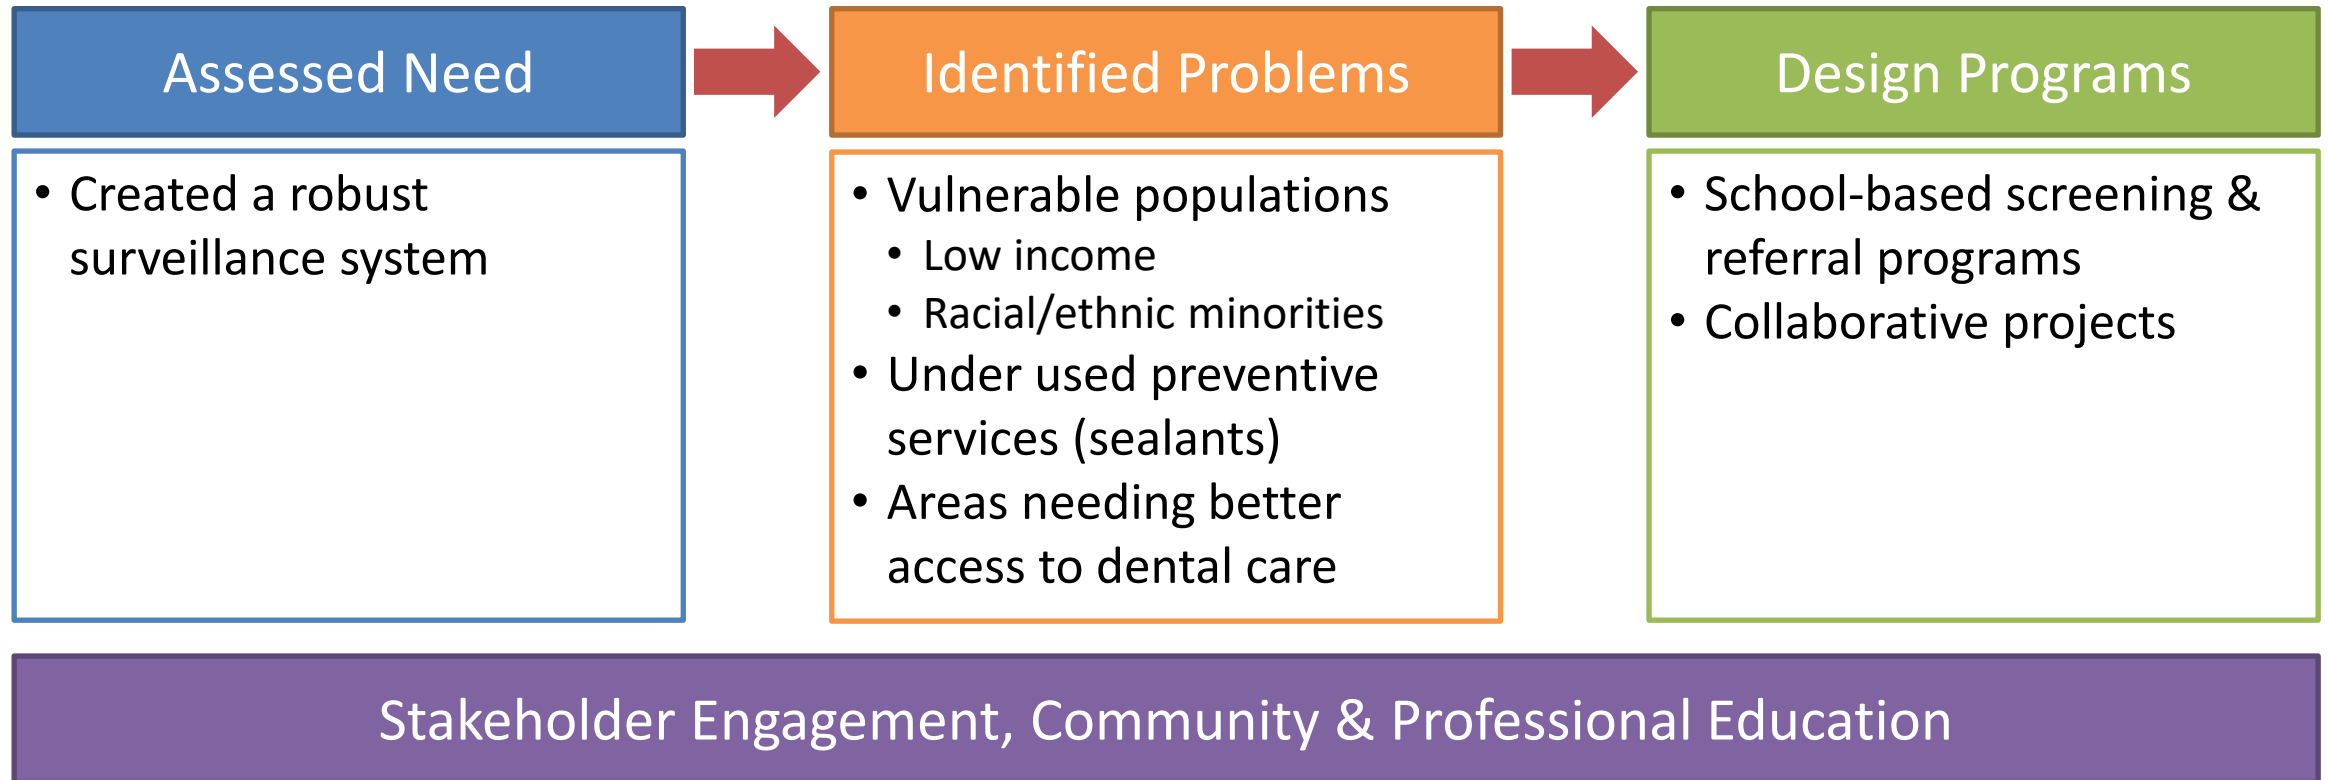 Assessed Need
Identified Problems
Design Programs
• Created a robust
surveillance system
• Vulnerable populations
• Low income
• Racial/ethnic minorities
• Under used preventive
services (sealants)
• Areas needing better
access to dental care
• School-based screening &
referral programs
• Collaborative projects
Stakeholder Engagement, Community & Professional Education